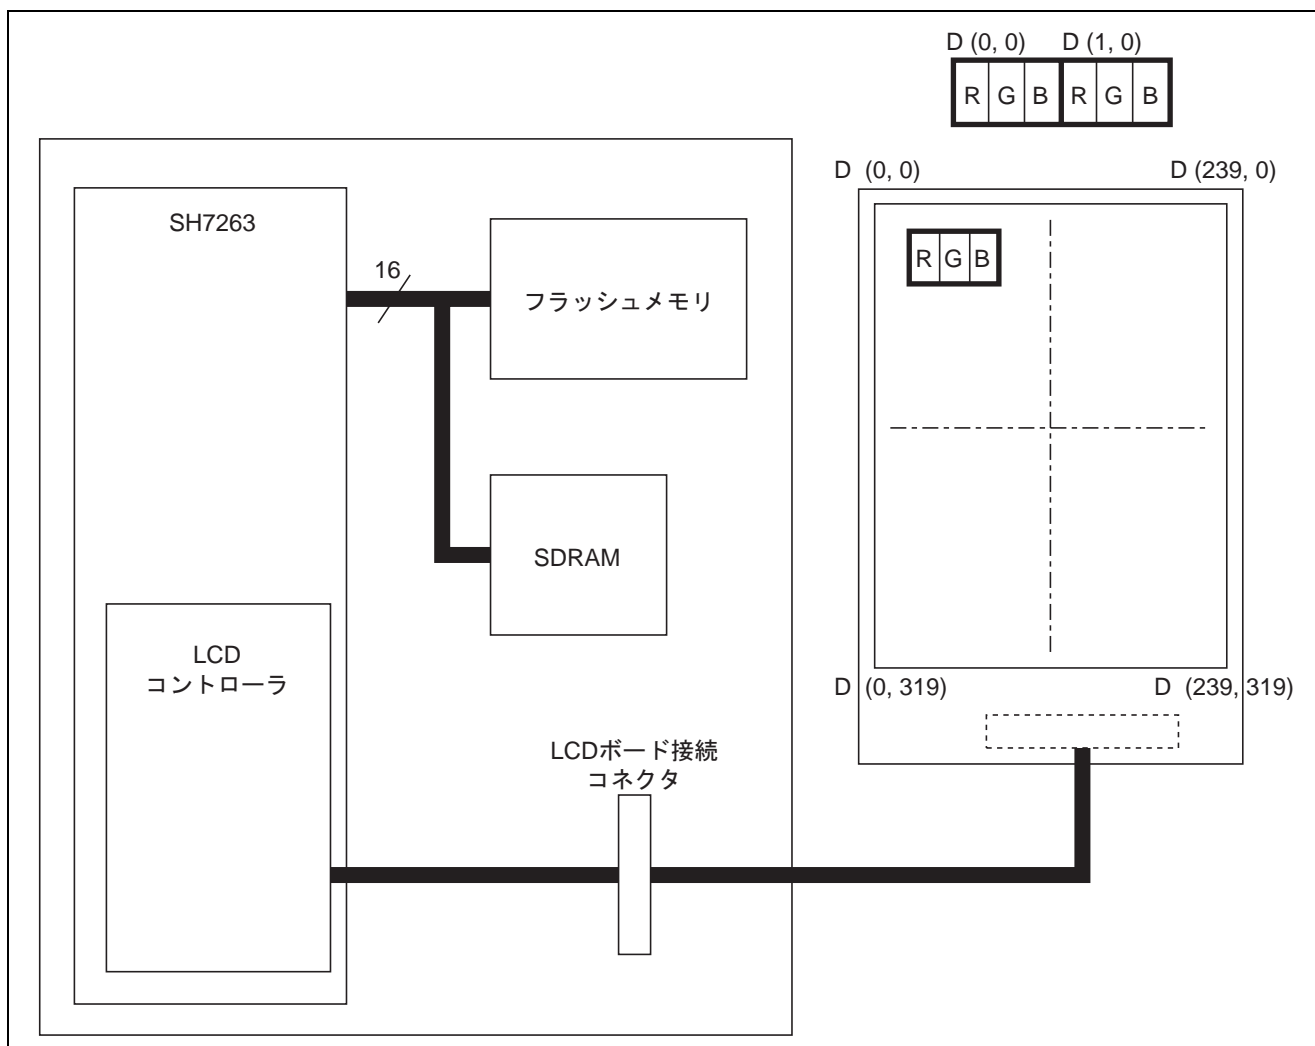 D (0, 0) D (1, 0)
R G B R G B
D (0, 0) D (239, 0)
SH7263
R G B
16
フラッシュメモリ
SDRAM
LCD
コントローラ
D (0, 319) D (239, 319)
LCDボード接続
コネクタ